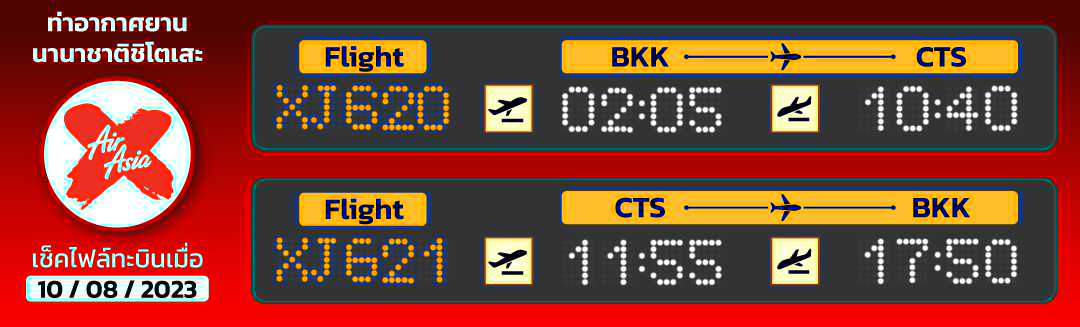 ท่าอากาศยาน
นานาชาติชิโตเสะ
Air
Asia
เช็คไฟล์ทะบินเมื่อ
10 / 08 / 2023
Flight
BKK CTS
XJ620 02:05 10:40
Flight
CTS BKK
XJ621 11:55 17:50